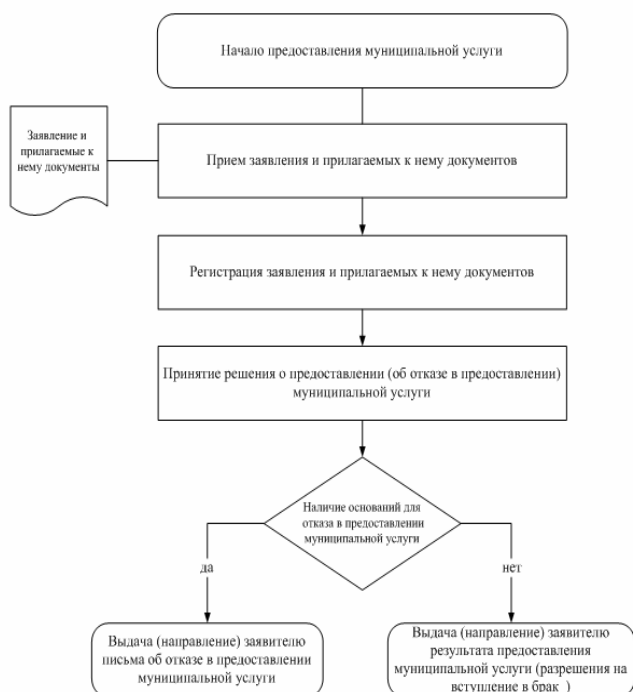 Начало предоставления муниципальной услуги
Заявление и
прилагаемые к
нему документы
Прием заявления и прилагаемых к нему документов
Регистрация заявления и прилагаемых к нему документов
Принятие решения о предоставлении (об отказе в предоставлении)
муниципальной услуги
Наличие оснований для
отказа в предоставлении
муниципальной услуги
да
нет
Выдача (направление) заявителю
письма об отказе в предоставлении
муниципальной услуги
Выдача (направление) заявителю
результата предоставления
муниципальной услуги (разрешения на
вступление в брак )